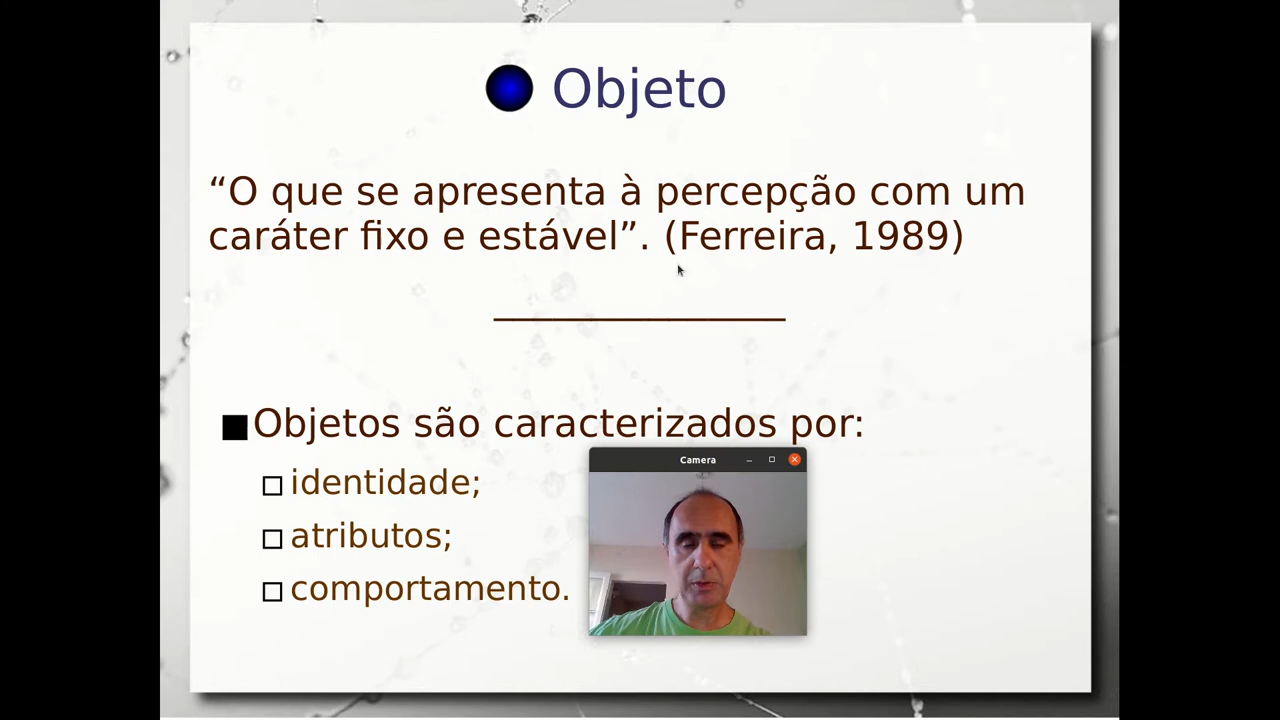 Objeto
“O que se apresenta à percepção com um
caráter fixo e estável”. (Ferreira, 1989)
Objetos são caracterizados por:
identidade;
atributos;
comportamento.
Camera